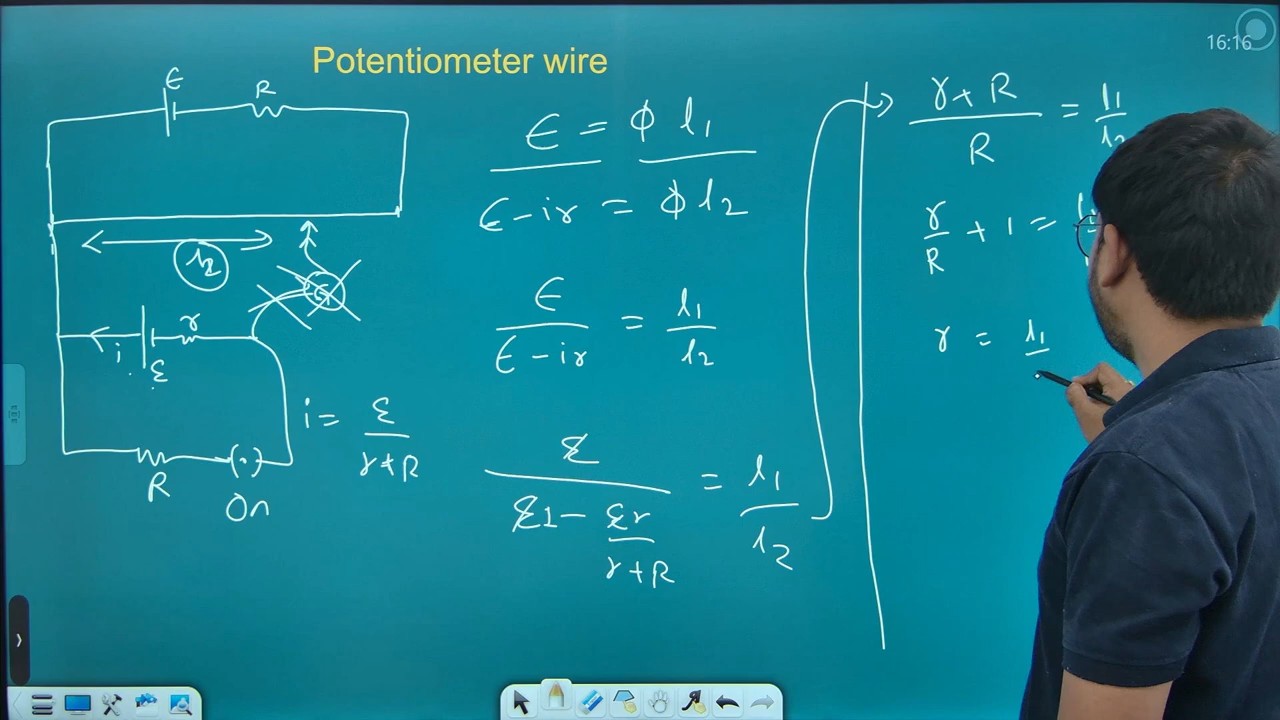 Potentiometer wire
16:16
ϵ R
l2
G
i ε r
R
On
i = ε / r+R
ϵ = ϕ l1
ϵ - ir = ϕ l2
ϵ / ϵ - ir = l1 / l2
ε / ε 1 - εr / r+R = l1 / l2
r+R / R = l1 / l2
r / R + 1 =
r = l1